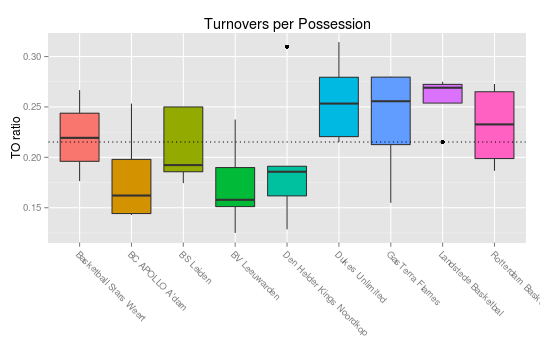 Turnovers per Possession
TO ratio
0.30
0.25
0.20
0.15
Basketball Stars Weert
BC APOLLO A'dam
BS Leiden
BV Leeuwarden
Den Helder Kings Noordkop
Dukes Unlimited
GasTerra Flames
Landstede Basketbal
Rotterdam Bask